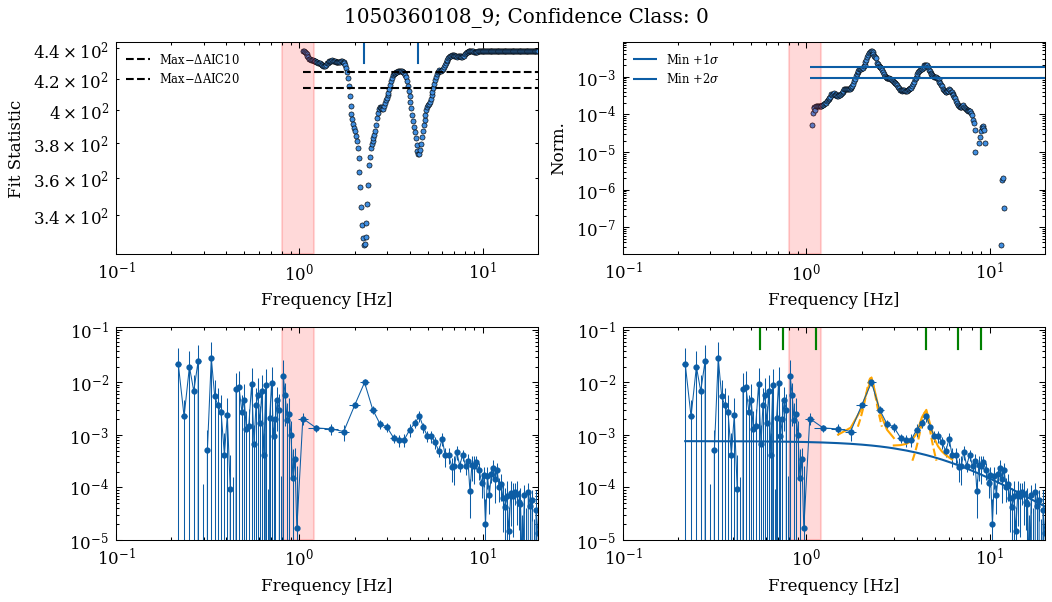 1050360108_9; Confidence Class: 0
Fit Statistic
4.4 × 10²
4.2 × 10²
4 × 10²
3.8 × 10²
3.6 × 10²
3.4 × 10²
Max−ΔAIC10
Max−ΔAIC20
10⁻¹ 10⁰ 10¹
Frequency [Hz]
Norm.
10⁻³
10⁻⁴
10⁻⁵
10⁻⁶
10⁻⁷
Min +1σ
Min +2σ
10⁻¹ 10⁰ 10¹
Frequency [Hz]
10⁻¹
10⁻²
10⁻³
10⁻⁴
10⁻⁵
10⁻¹ 10⁰ 10¹
Frequency [Hz]
10⁻¹
10⁻²
10⁻³
10⁻⁴
10⁻⁵
10⁻¹ 10⁰ 10¹
Frequency [Hz]